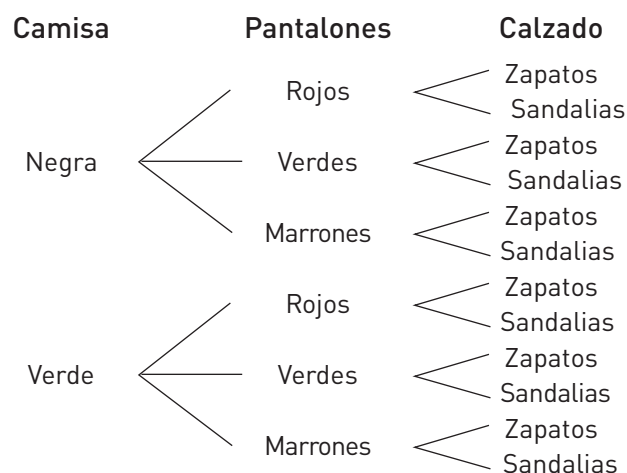 Camisa Pantalones Calzado
Zapatos
Rojos
Sandalias
Zapatos
Negra Verdes
Sandalias
Zapatos
Marrones
Sandalias
Zapatos
Rojos
Sandalias
Zapatos
Verde Verdes
Sandalias
Zapatos
Marrones
Sandalias